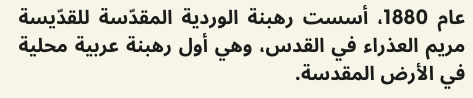 عام 1880، أسست رهبنة الوردية المقدّسة للقدّيسة
مريم العذراء في القدس، وهي أول رهبنة عربية محلية
في الأرض المقدسة.